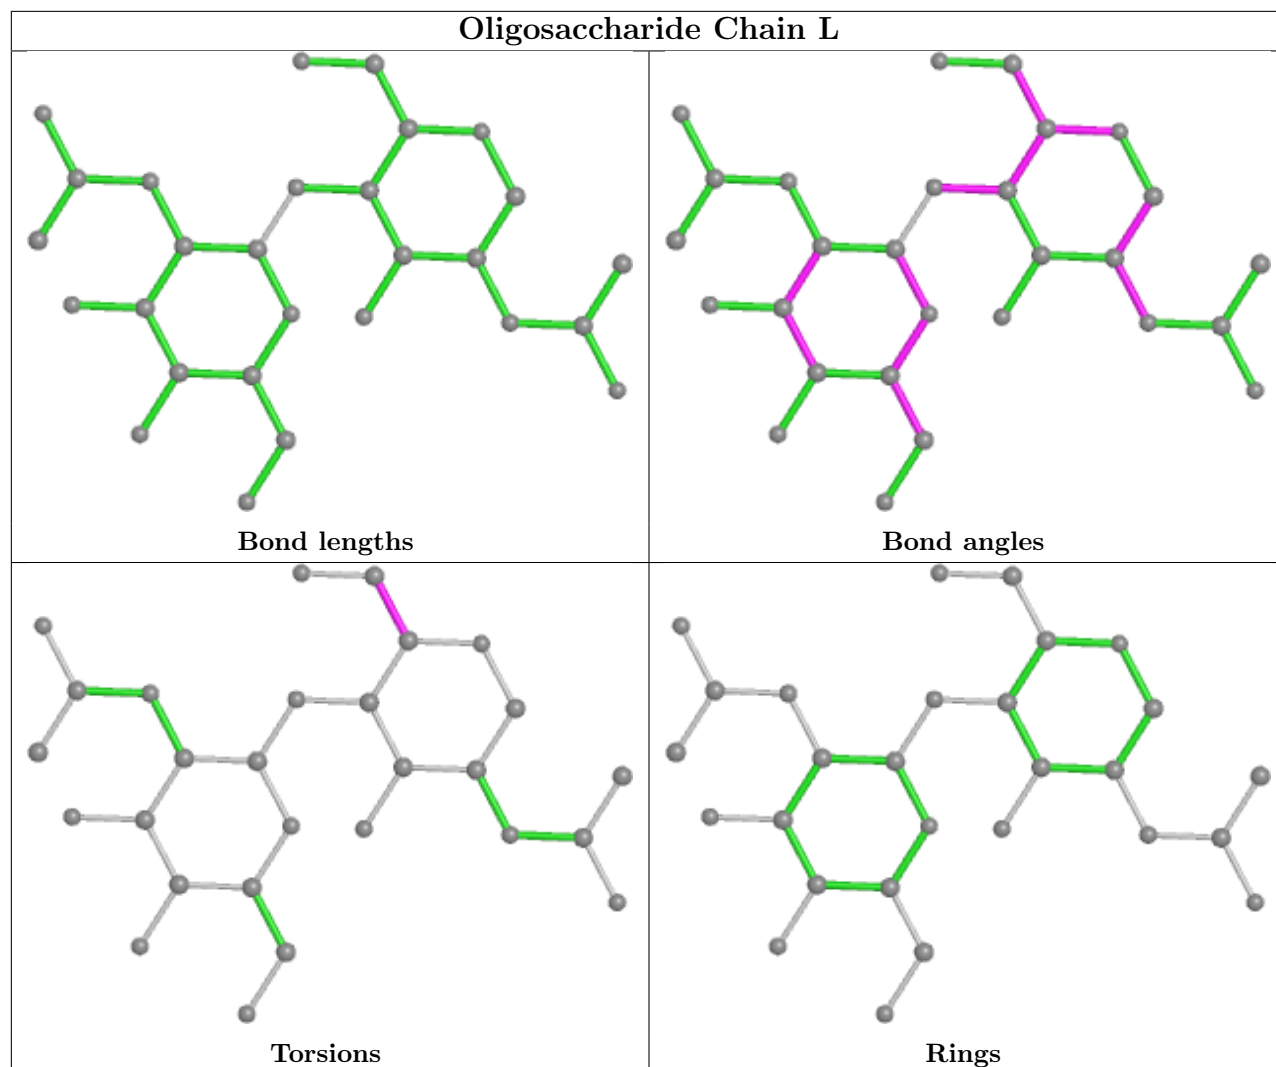 Oligosaccharide Chain L
Bond lengths
Bond angles
Torsions
Rings